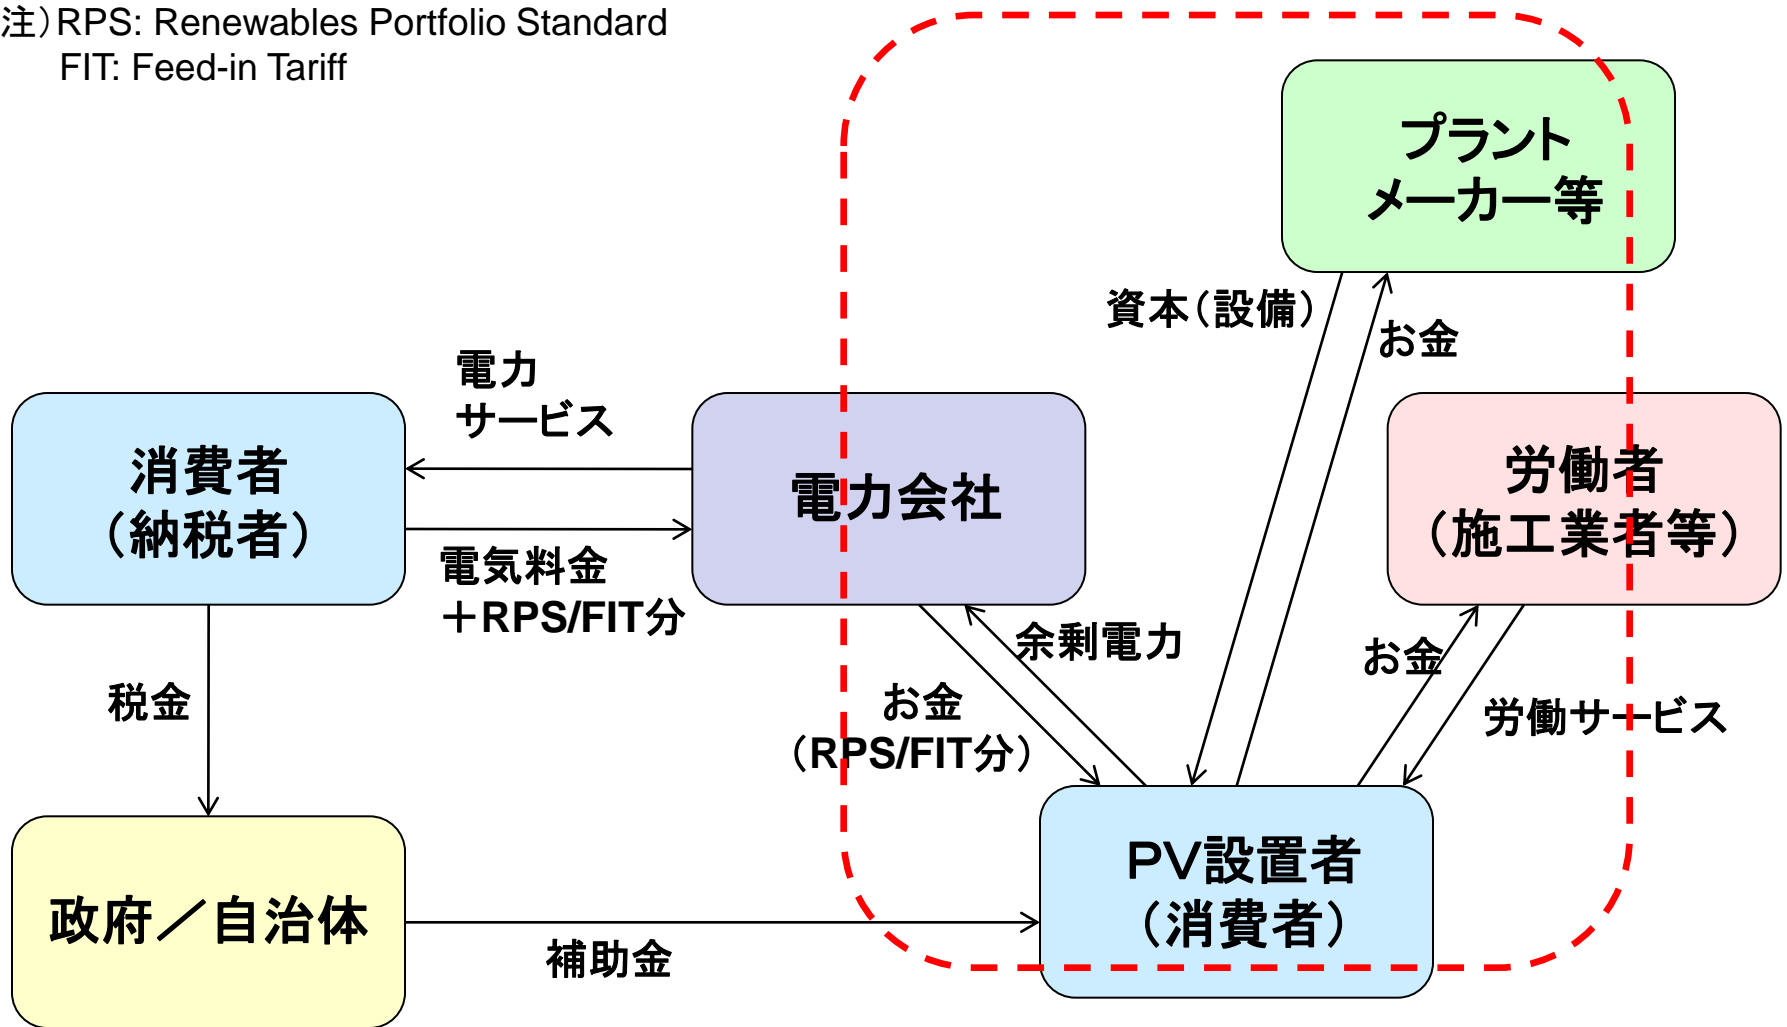 注）RPS: Renewables Portfolio Standard
FIT: Feed-in Tariff
プラント
メーカー等
資本（設備）
お金
電力
サービス
消費者
（納税者）
電力会社
労働者
（施工業者等）
電気料金
＋RPS/FIT分
余剰電力
お金
税金
お金
（RPS/FIT分）
労働サービス
ＰＶ設置者
（消費者）
政府／自治体
補助金